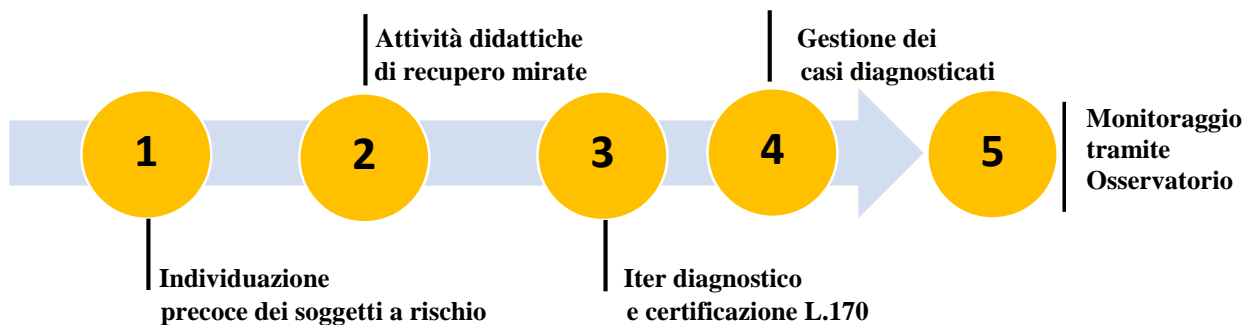 Attività didattiche
di recupero mirate
Gestione dei
casi diagnosticati
1
2
3
4
5
Monitoraggio
tramite
Osservatorio
Individuazione
precoce dei soggetti a rischio
Iter diagnostico
e certificazione L.170